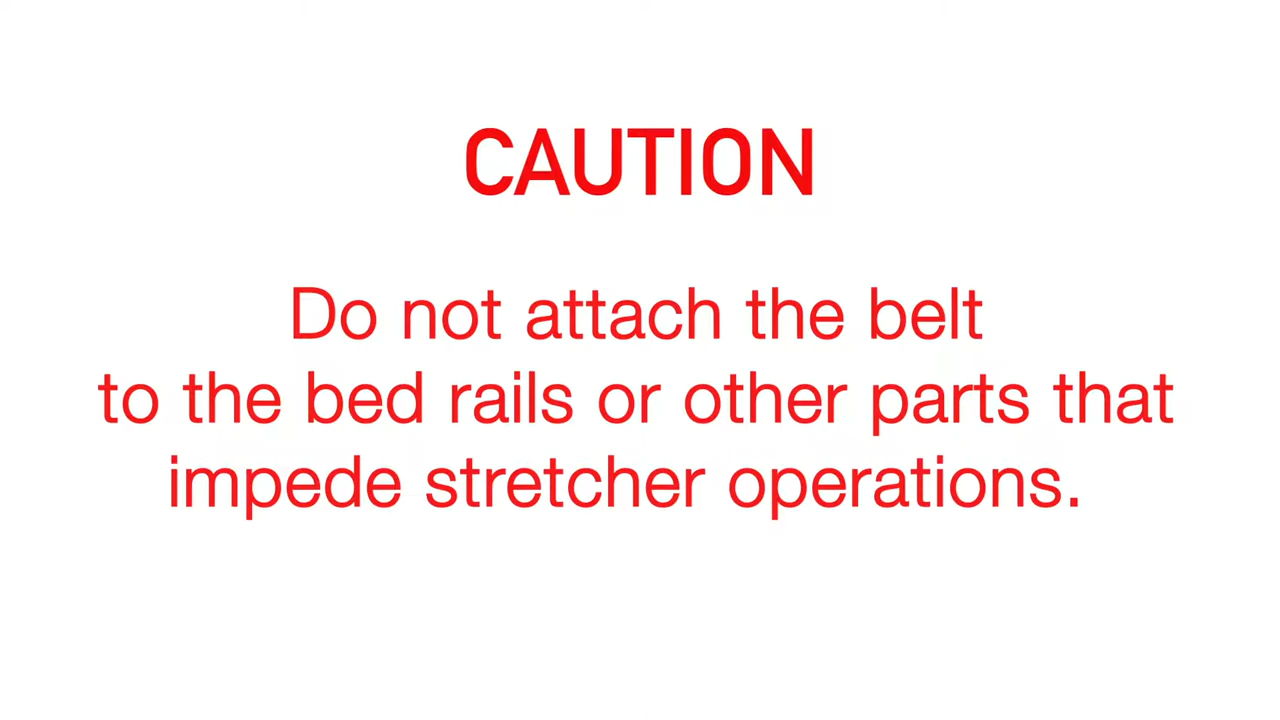 CAUTION
Do not attach the belt
to the bed rails or other parts that
impede stretcher operations.